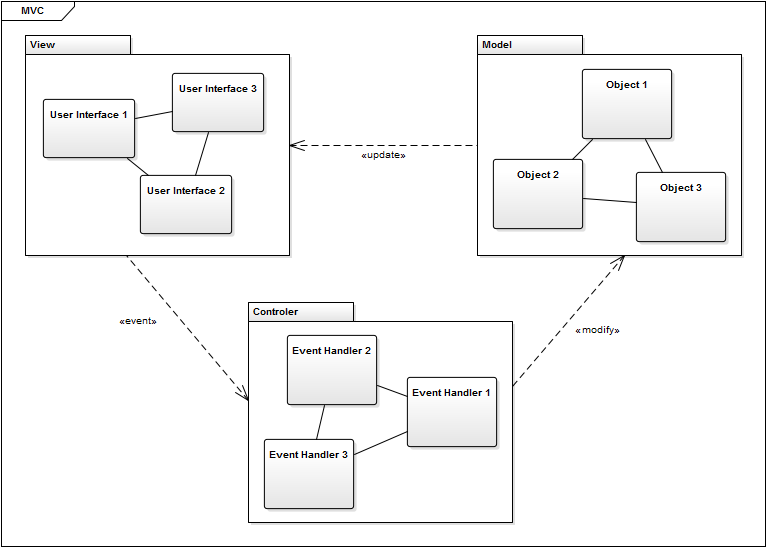 MVC
View
User Interface 3
User Interface 1
User Interface 2
Model
Object 1
Object 2
Object 3
«update»
«event»
«modify»
Controler
Event Handler 2
Event Handler 1
Event Handler 3